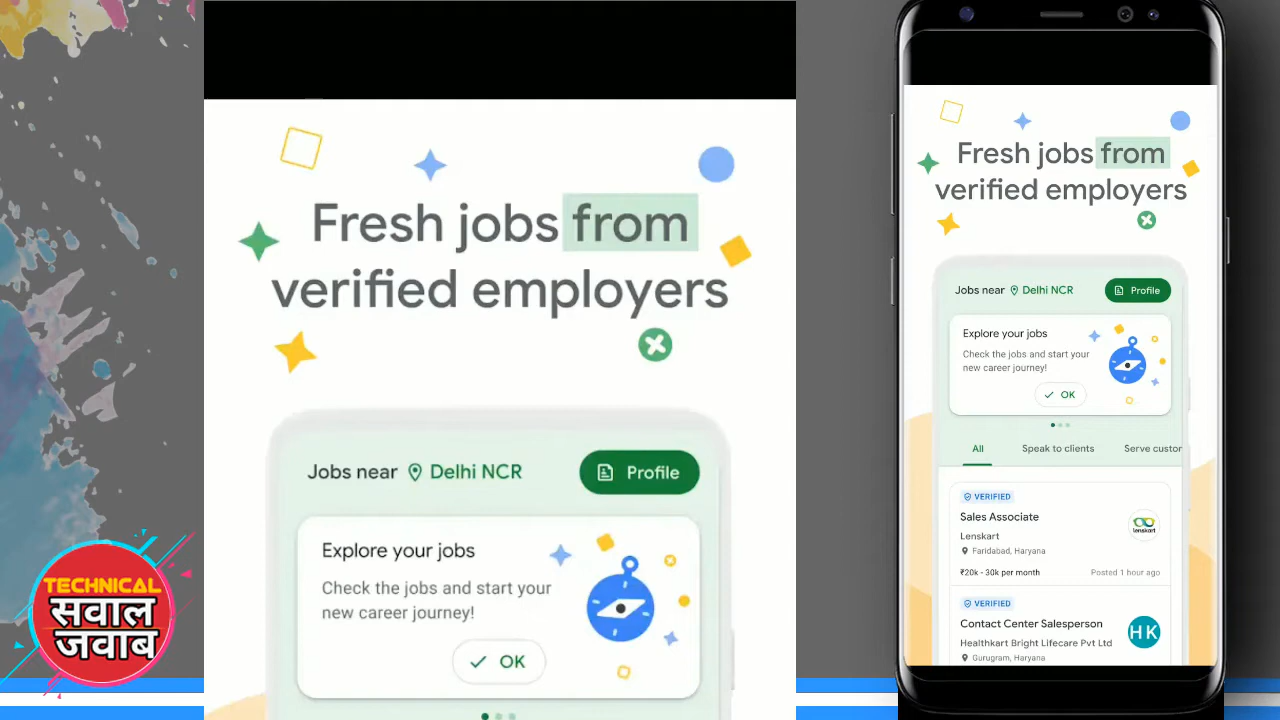 Fresh jobs from
verified employers
Jobs near Delhi NCR
Profile
Explore your jobs
Check the jobs and start your
new career journey!
OK
TECHNICAL
सवाल
जवाब
Fresh jobs from
verified employers
Jobs near Delhi NCR
Profile
Explore your jobs
Check the jobs and start your
new career journey!
OK
All Speak to clients Serve custor
VERIFIED
Sales Associate
Lenskart
lenskart
Faridabad, Haryana
₹20k - 30k per month Posted 1 hour ago
VERIFIED
Contact Center Salesperson
HK
Healthkart Bright Lifecare Pvt Ltd
Gurugram, Haryana